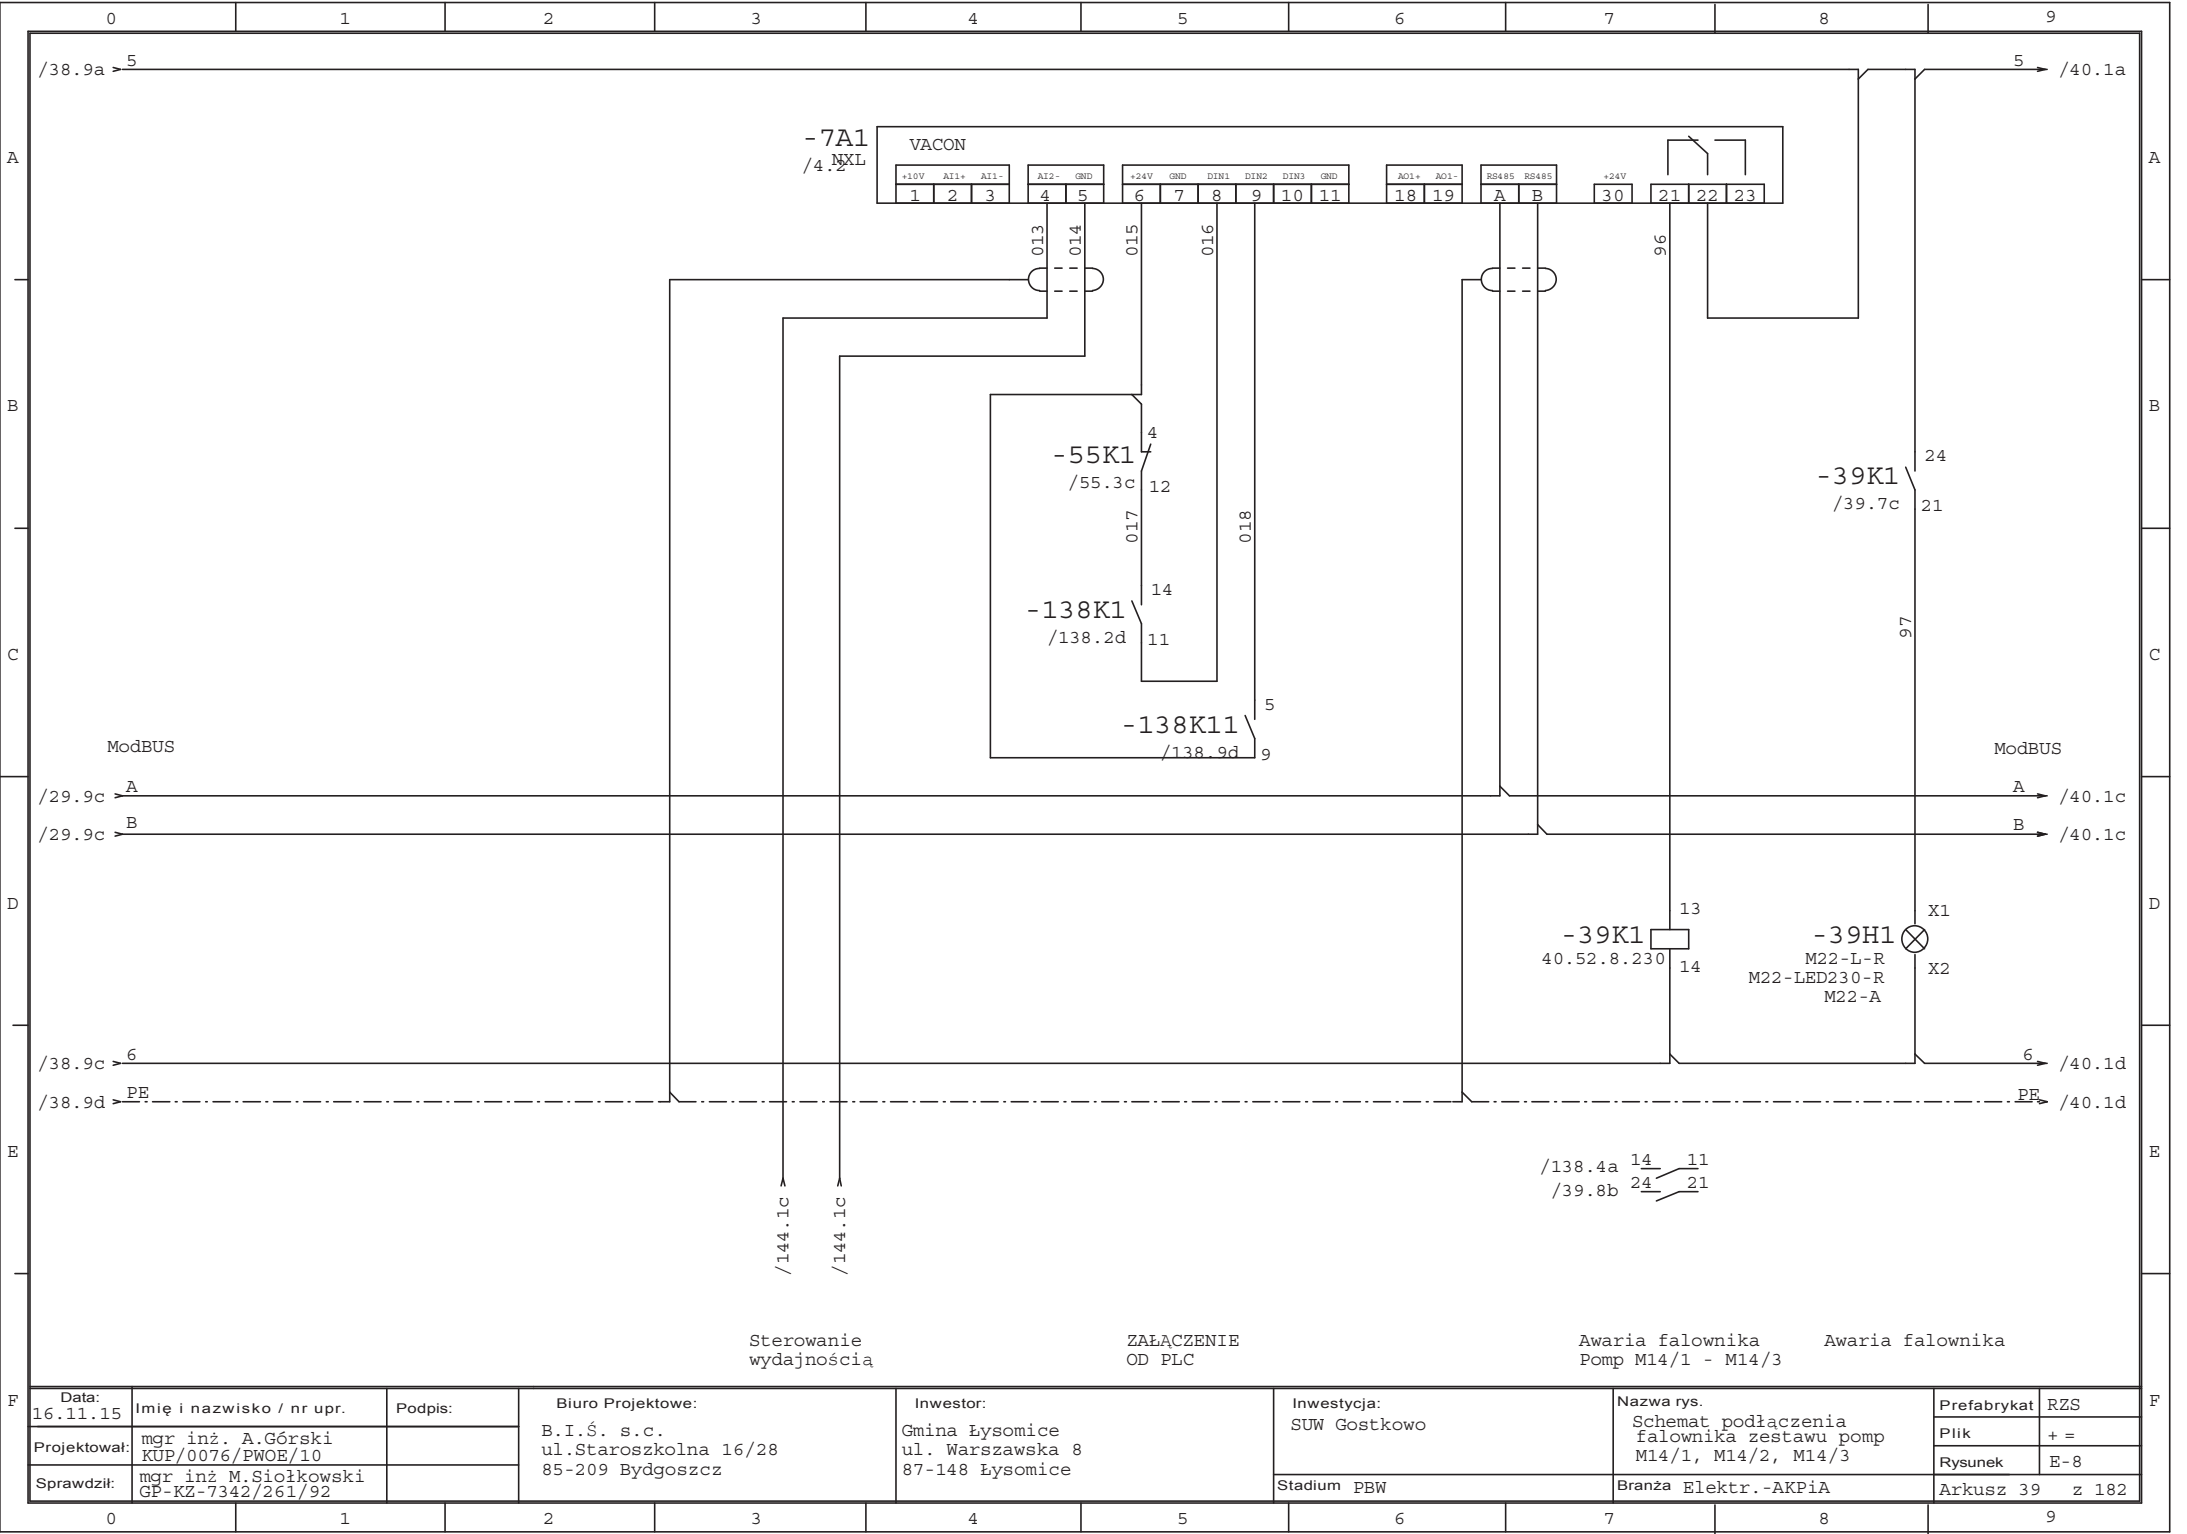 0 1 2 3 4 5 6 7 8 9
/38.9a 5
5 /40.1a
A
A
-7A1
/4.2
NXL
VACON
+10V AI1+ AI1- AI2- GND +24V GND DIN1 DIN2 DIN3 GND AO1+ AO1- RS485 RS485 +24V
1 2 3 4 5 6 7 8 9 10 11 18 19 A B 30 21 22 23
013 014 015 016 96
B
B
-55K1
/55.3c
4
12
-39K1
/39.7c
24
21
017
018
-138K1
/138.2d
14
11
97
C
C
-138K11
/138.9d
5
9
ModBUS
ModBUS
/29.9c A
A /40.1c
/29.9c B
B /40.1c
D
D
-39K1
40.52.8.230
13
14
-39H1
M22-L-R
M22-LED230-R
M22-A
X1
X2
/38.9c 6
6 /40.1d
/38.9d PE
PE /40.1d
E
E
/138.4a 14 11
/39.8b 24 21
/144.1c
/144.1c
Sterowanie
wydajnością
ZAŁĄCZENIE
OD PLC
Awaria falownika
Pomp M14/1 - M14/3
Awaria falownika
F
F
Data:
16.11.15
Imię i nazwisko / nr upr.
Podpis:
Projektował:
mgr inż. A.Górski
KUP/0076/PWOE/10
Sprawdził:
mgr inż M.Siołkowski
GP-KZ-7342/261/92
Biuro Projektowe:
B.I.Ś. s.c.
ul.Staroszkolna 16/28
85-209 Bydgoszcz
Inwestor:
Gmina Łysomice
ul. Warszawska 8
87-148 Łysomice
Inwestycja:
SUW Gostkowo
Stadium PBW
Nazwa rys.
Schemat podłączenia
falownika zestawu pomp
M14/1, M14/2, M14/3
Branża Elektr.-AKPiA
Prefabrykat RZS
Plik + =
Rysunek E-8
Arkusz 39 z 182
0 1 2 3 4 5 6 7 8 9